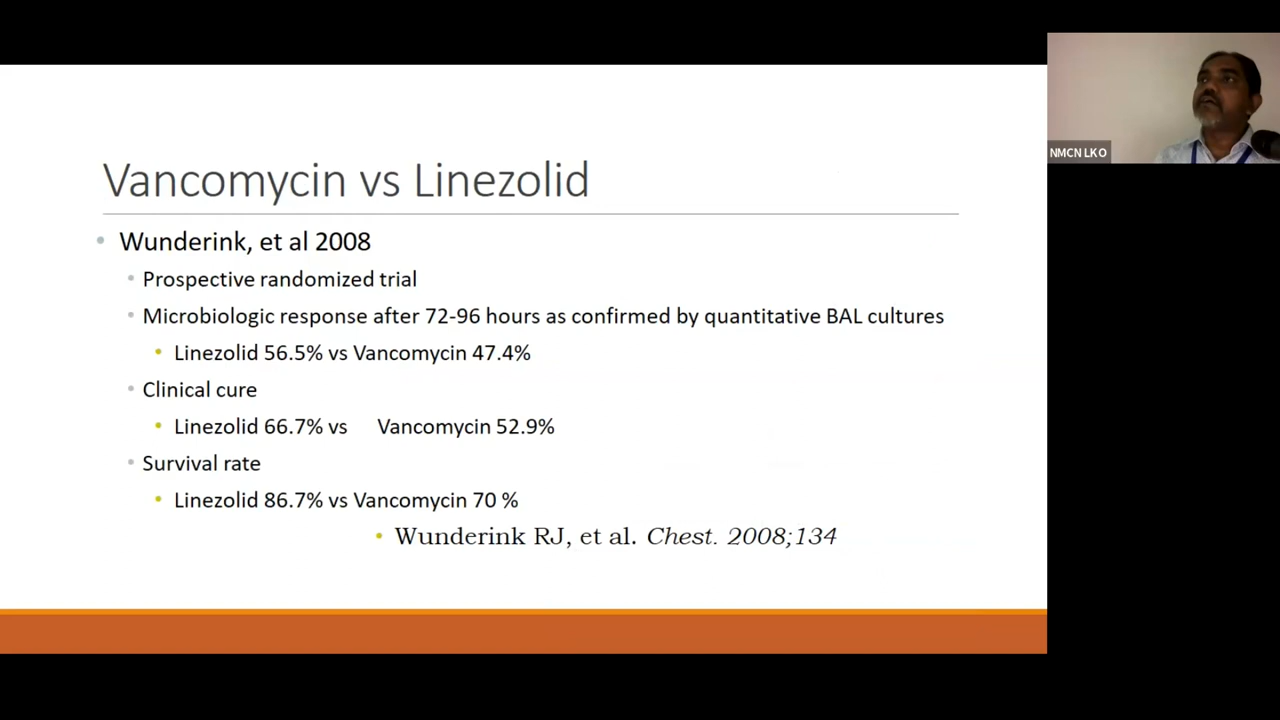 Vancomycin vs Linezolid
Wunderink, et al 2008
Prospective randomized trial
Microbiologic response after 72-96 hours as confirmed by quantitative BAL cultures
Linezolid 56.5% vs Vancomycin 47.4%
Clinical cure
Linezolid 66.7% vs Vancomycin 52.9%
Survival rate
Linezolid 86.7% vs Vancomycin 70 %
Wunderink RJ, et al. Chest. 2008;134
NMCN LKO